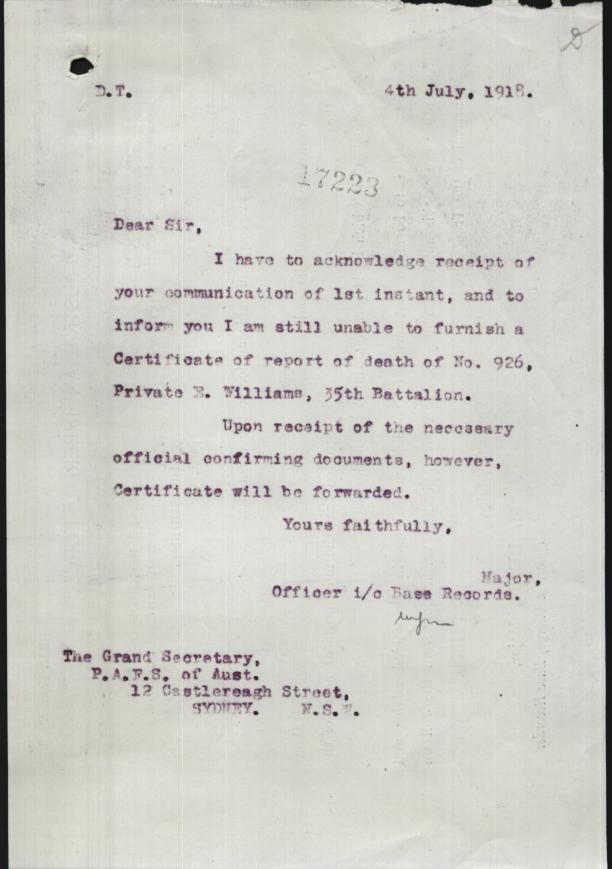 D.T.
4th July, 1918.
17223
Dear Sir,
I have to acknowledge receipt of
your communication of 1st instant, and to
inform you I am still unable to furnish a
Certificate of report of death of No. 926,
Private E. Williams, 35th Battalion.
Upon receipt of the necessary
official confirming documents, however,
Certificate will be forwarded.
Yours faithfully,
Major,
Officer i/c Base Records.
The Grand Secretary,
P.A.F.S. of Aust.
12 Castlereagh Street,
SYDNEY. N.S.W.